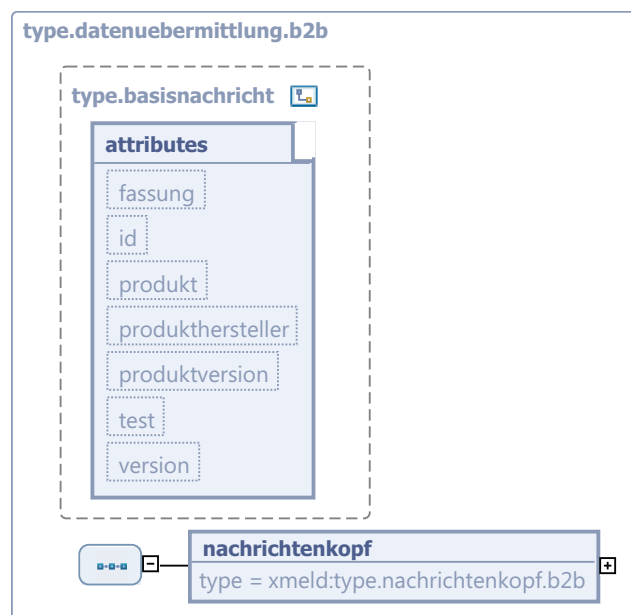 type.datenuebermittlung.b2b
type.basisnachricht
attributes
fassung
id
produkt
produkthersteller
produktversion
test
version
nachrichtenkopf
type = xmeld:type.nachrichtenkopf.b2b